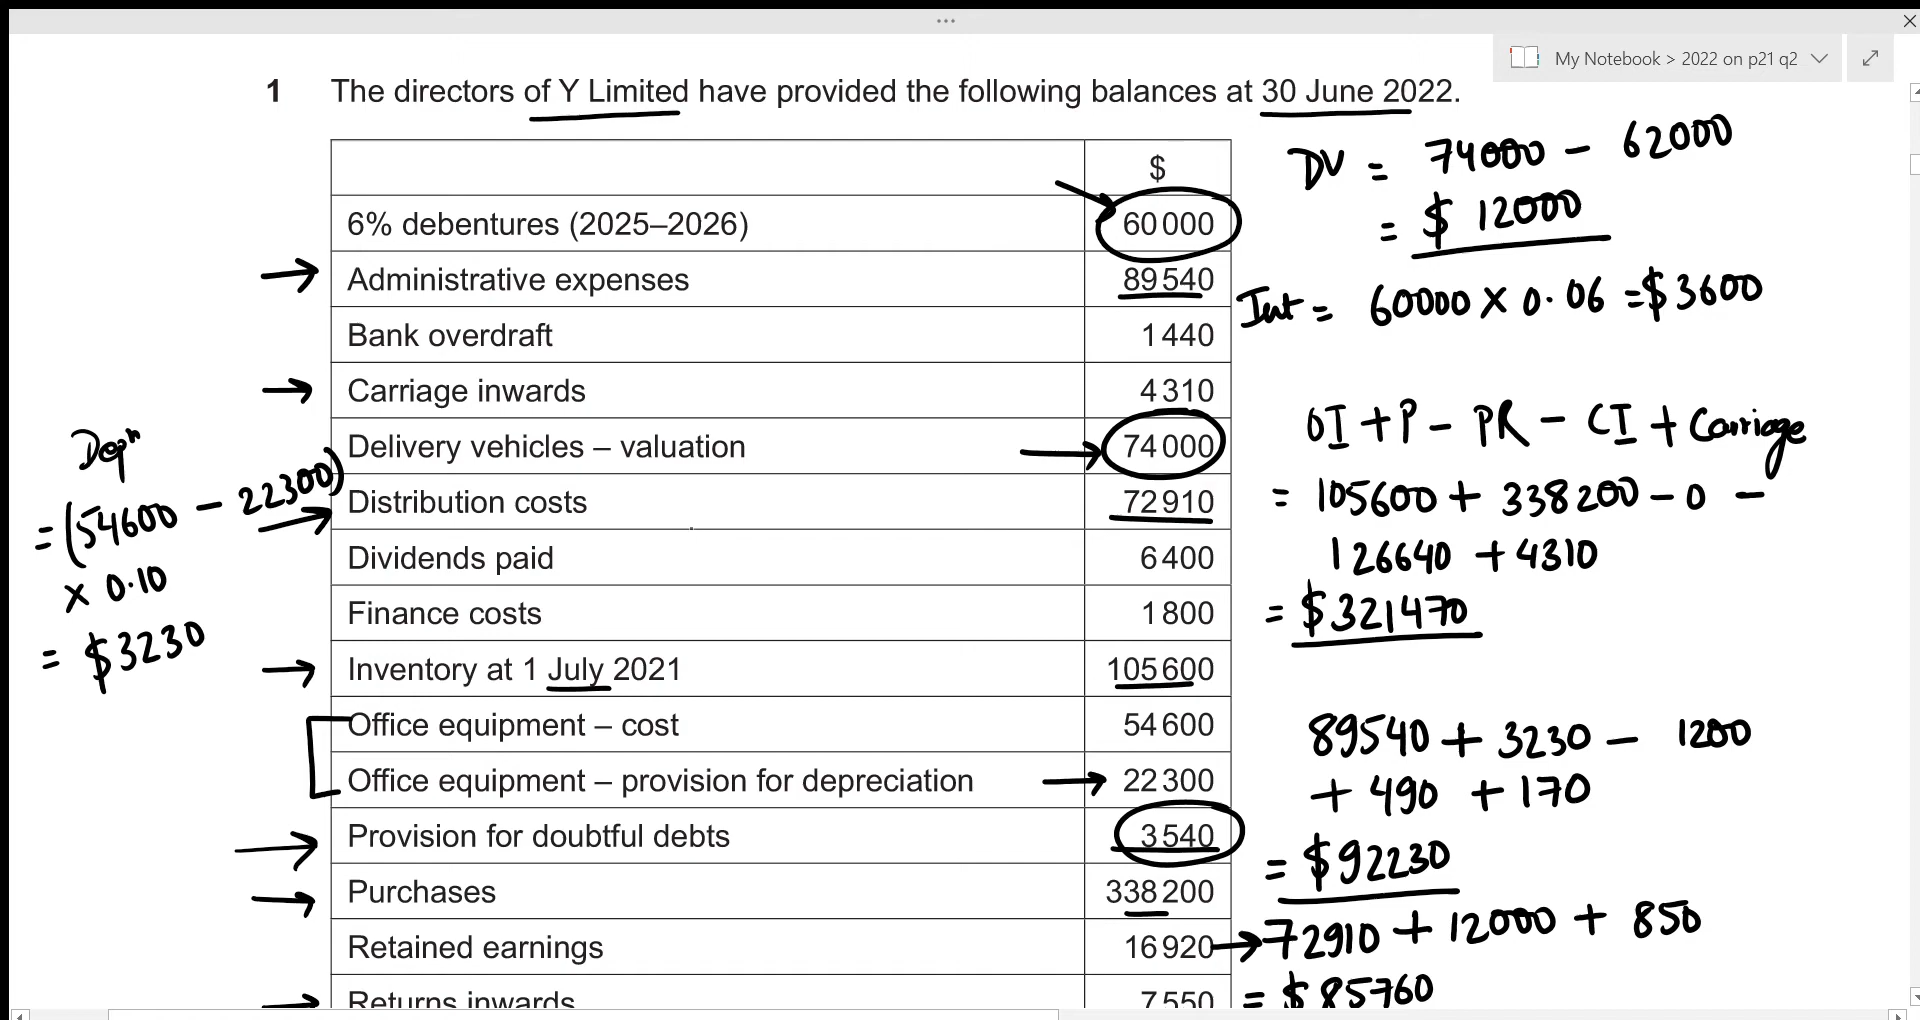 My Notebook > 2022 on p21 q2
1 The directors of Y Limited have provided the following balances at 30 June 2022.
$
6% debentures (2025–2026) 60 000
Administrative expenses 89 540
Bank overdraft 1 440
Carriage inwards 4 310
Delivery vehicles – valuation 74 000
Distribution costs 72 910
Dividends paid 6 400
Finance costs 1 800
Inventory at 1 July 2021 105 600
Office equipment – cost 54 600
Office equipment – provision for depreciation 22 300
Provision for doubtful debts 3 540
Purchases 338 200
Retained earnings 16 920
Returns inwards 7 550
Depn
= (54600 – 22300)
x 0.10
= $3230
DV = 74000 – 62000
= $ 12000
Int = 60000 x 0.06 = $3600
OI + P – PR – CI + Carriage
= 105600 + 338200 – 0 –
126640 + 4310
= $321470
89540 + 3230 – 1200
+ 490 + 170
= $92230
72910 + 12000 + 850
= $85760